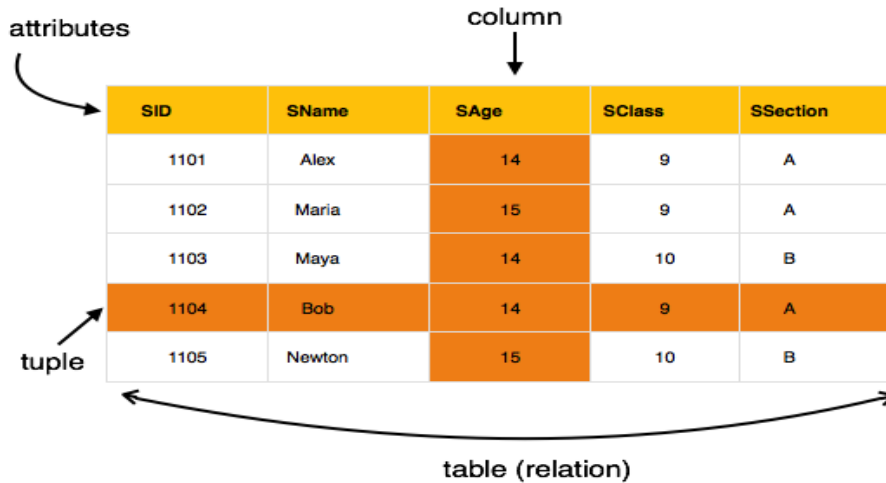 attributes
column
SID SName SAge SClass SSection
1101 Alex 14 9 A
1102 Maria 15 9 A
1103 Maya 14 10 B
1104 Bob 14 9 A
tuple
1105 Newton 15 10 B
table (relation)